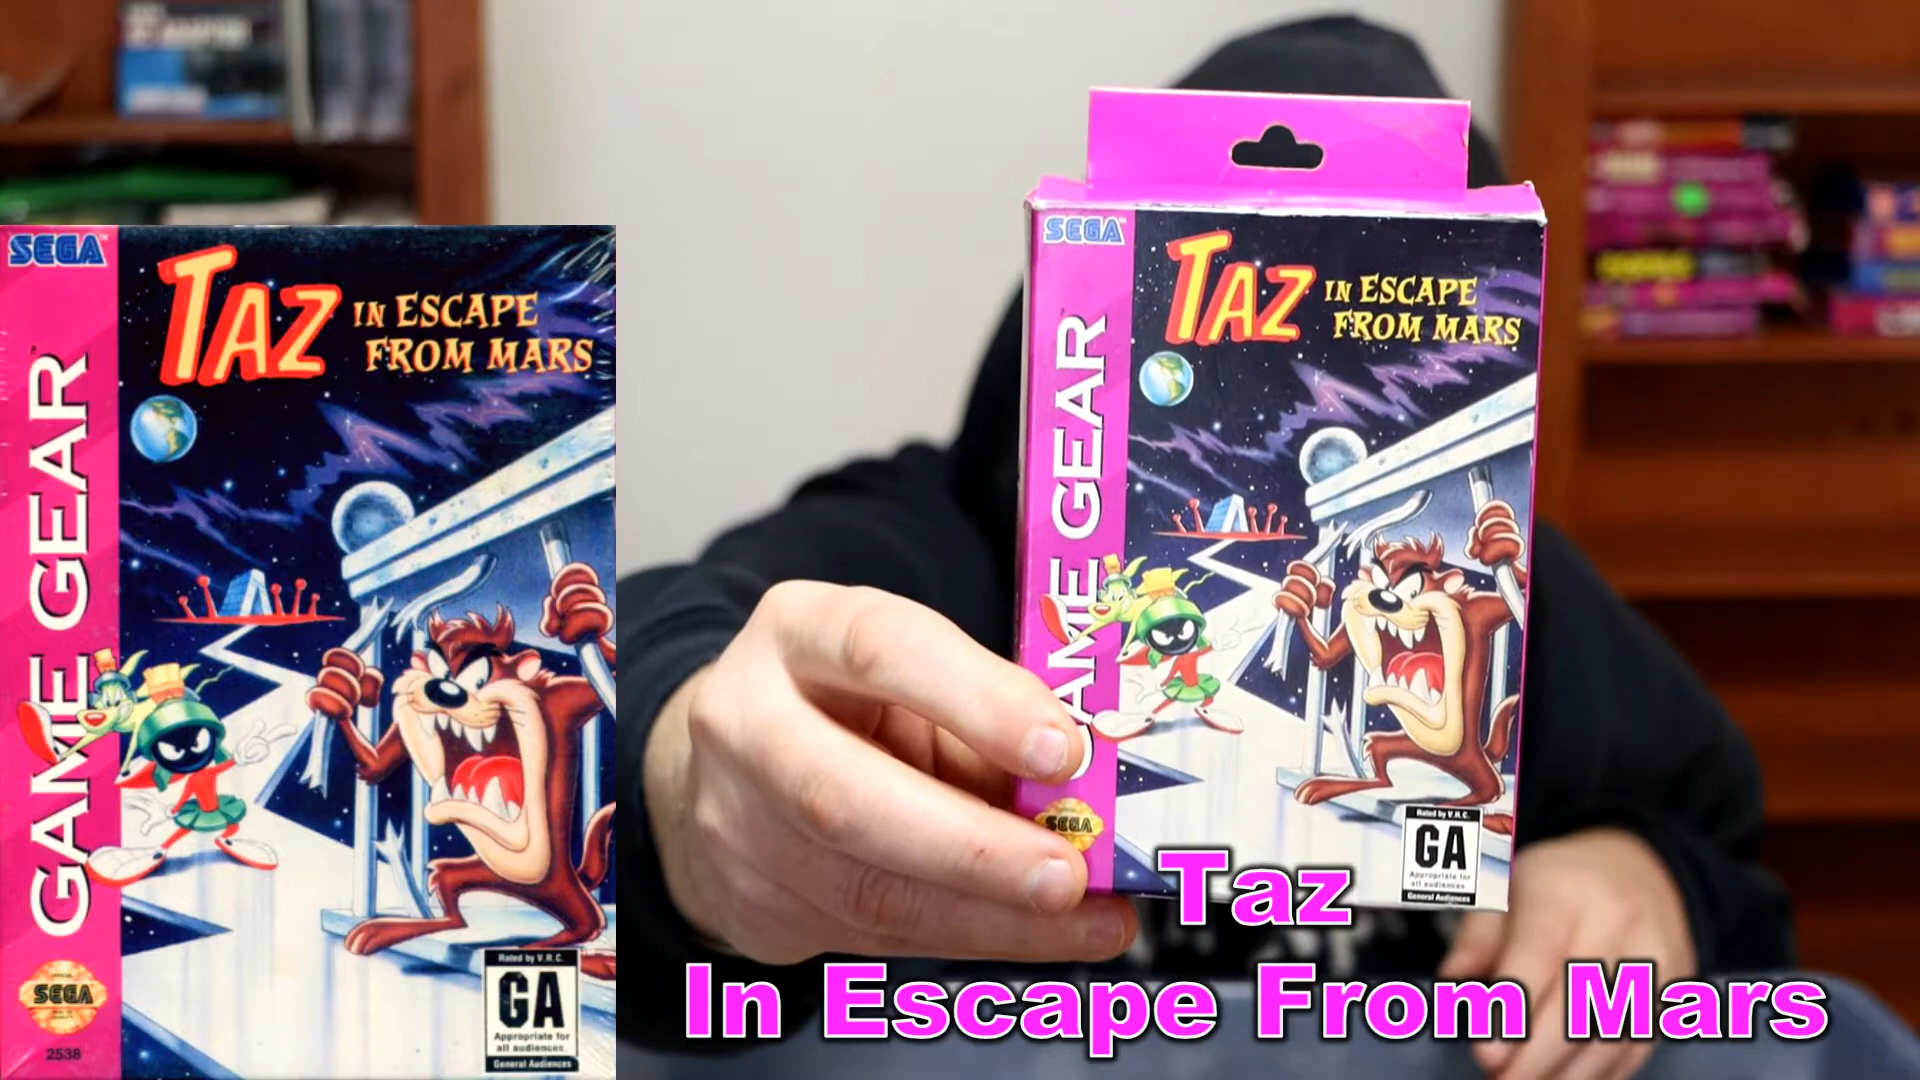 SEGA™
TAZ IN ESCAPE
FROM MARS
GAME GEAR
SEGA
2538
Rated by V.R.C.
GA
Appropriate for
all audiences.
General Audiences
SEGA™
TAZ IN ESCAPE
FROM MARS
GAME GEAR
SEGA
Rated by V.R.C.
GA
Appropriate for
all audiences
General Audiences
Taz
In Escape From Mars